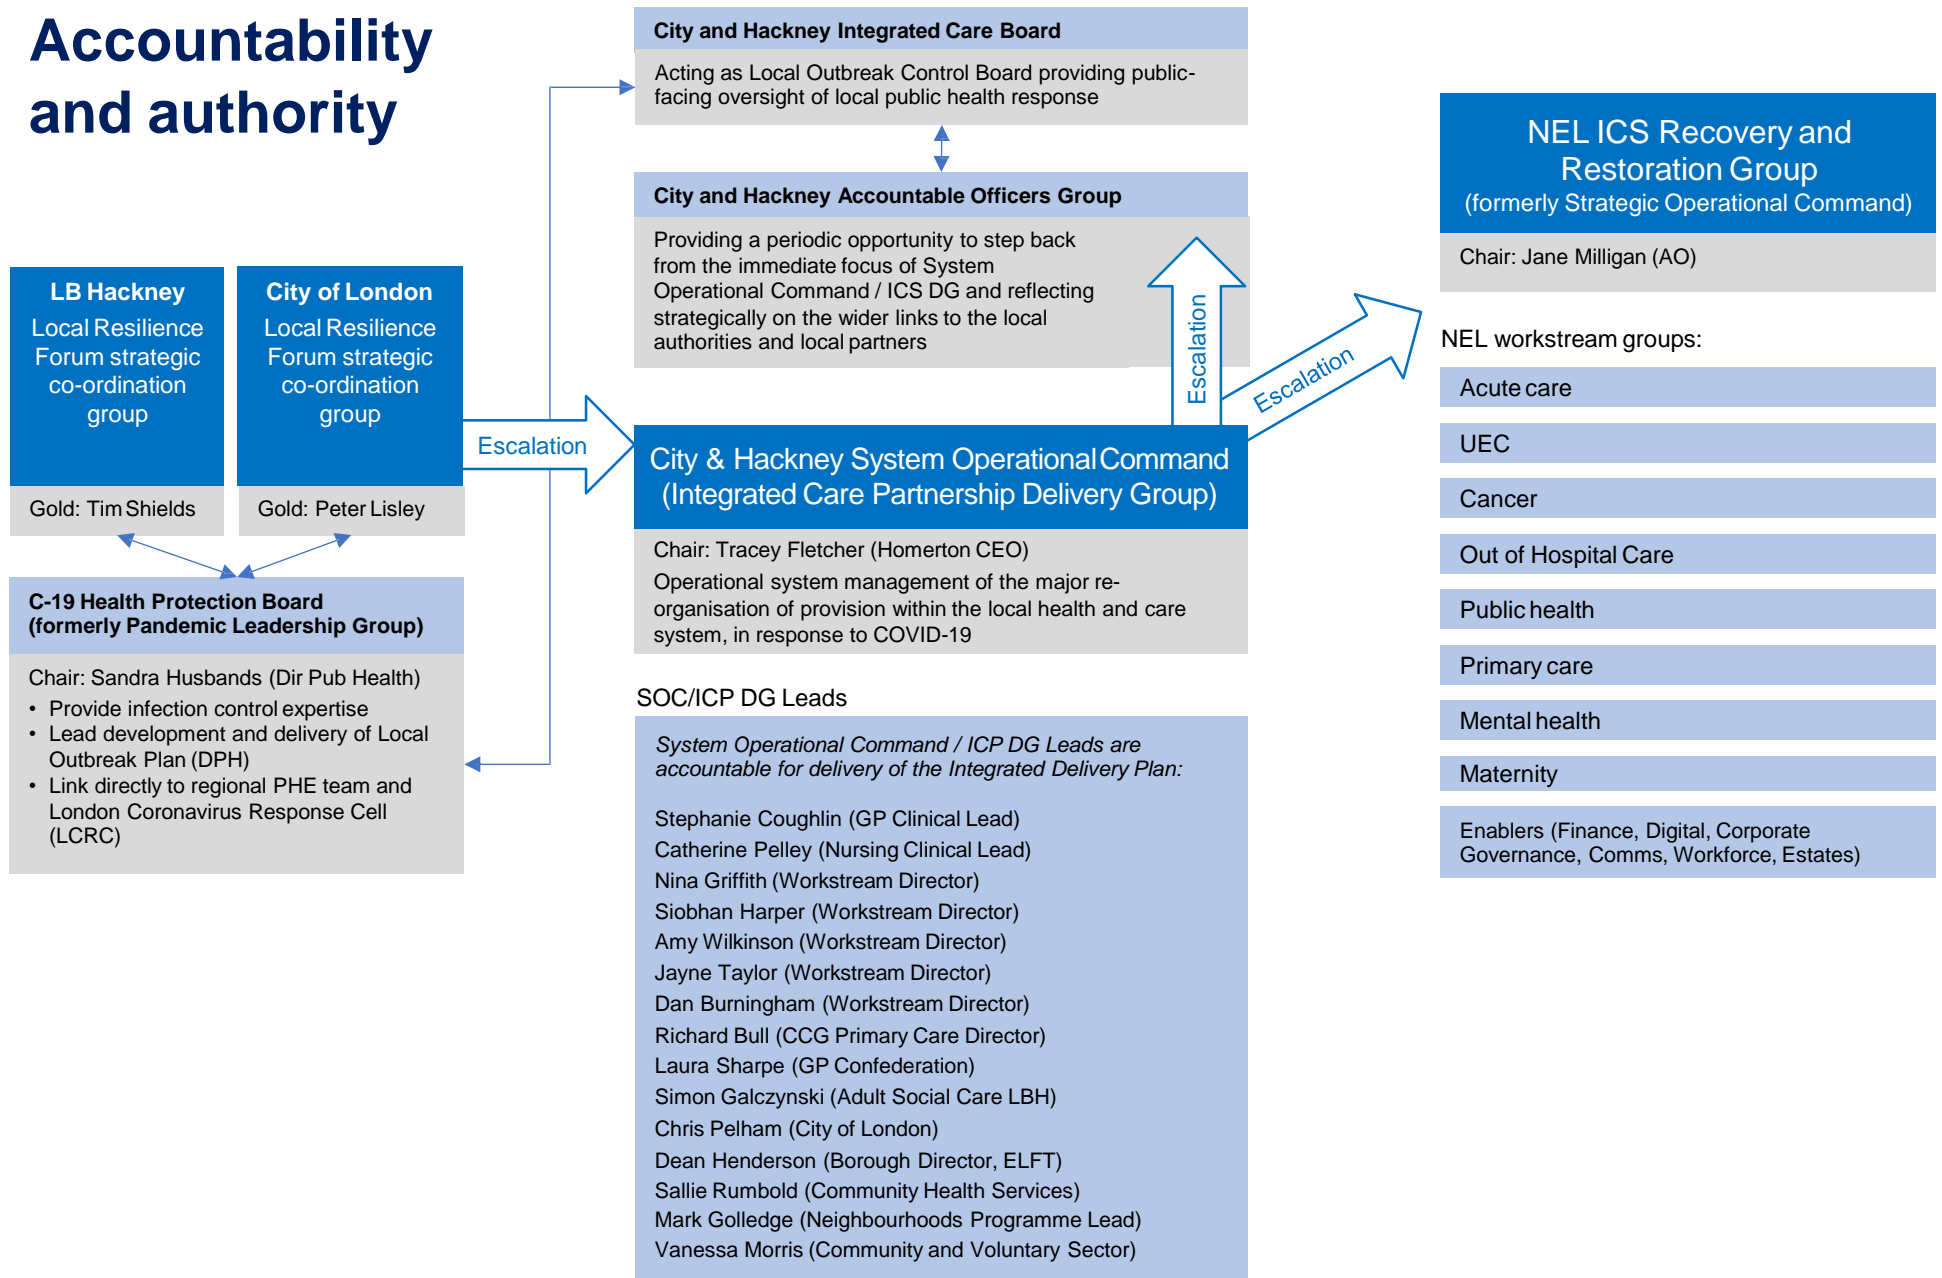 Accountability
and authority
LB Hackney
Local Resilience
Forum strategic
co-ordination
group
Gold: Tim Shields
City of London
Local Resilience
Forum strategic
co-ordination
group
Gold: Peter Lisley
C-19 Health Protection Board
(formerly Pandemic Leadership Group)
Chair: Sandra Husbands (Dir Pub Health)
• Provide infection control expertise
• Lead development and delivery of Local
Outbreak Plan (DPH)
• Link directly to regional PHE team and
London Coronavirus Response Cell
(LCRC)
Escalation
City and Hackney Integrated Care Board
Acting as Local Outbreak Control Board providing public-
facing oversight of local public health response
City and Hackney Accountable Officers Group
Providing a periodic opportunity to step back
from the immediate focus of System
Operational Command / ICS DG and reflecting
strategically on the wider links to the local
authorities and local partners
Escalation
Escalation
City & Hackney System Operational Command
(Integrated Care Partnership Delivery Group)
Chair: Tracey Fletcher (Homerton CEO)
Operational system management of the major re-
organisation of provision within the local health and care
system, in response to COVID-19
SOC/ICP DG Leads
System Operational Command / ICP DG Leads are
accountable for delivery of the Integrated Delivery Plan:
Stephanie Coughlin (GP Clinical Lead)
Catherine Pelley (Nursing Clinical Lead)
Nina Griffith (Workstream Director)
Siobhan Harper (Workstream Director)
Amy Wilkinson (Workstream Director)
Jayne Taylor (Workstream Director)
Dan Burningham (Workstream Director)
Richard Bull (CCG Primary Care Director)
Laura Sharpe (GP Confederation)
Simon Galczynski (Adult Social Care LBH)
Chris Pelham (City of London)
Dean Henderson (Borough Director, ELFT)
Sallie Rumbold (Community Health Services)
Mark Golledge (Neighbourhoods Programme Lead)
Vanessa Morris (Community and Voluntary Sector)
NEL ICS Recovery and
Restoration Group
(formerly Strategic Operational Command)
Chair: Jane Milligan (AO)
NEL workstream groups:
Acute care
UEC
Cancer
Out of Hospital Care
Public health
Primary care
Mental health
Maternity
Enablers (Finance, Digital, Corporate
Governance, Comms, Workforce, Estates)